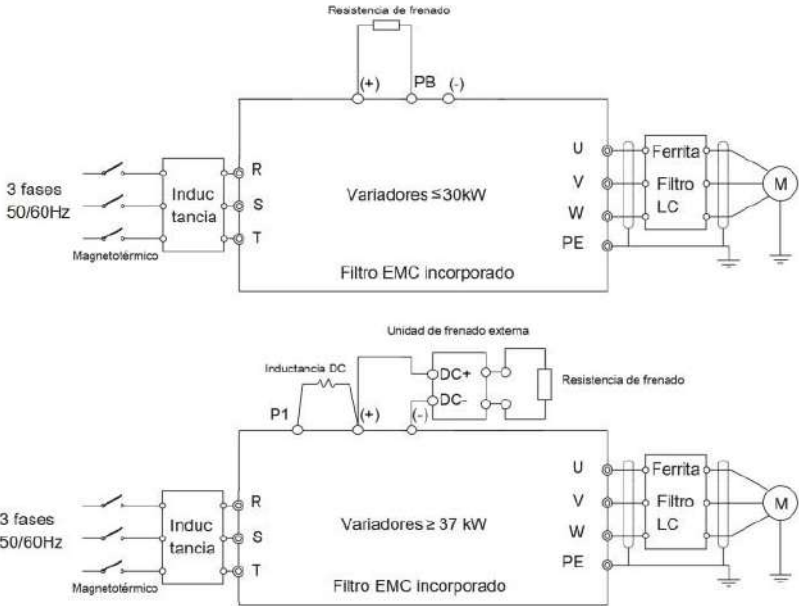 Resistencia de frenado
(+) PB (-)
3 fases
50/60Hz
Magnetotérmico
Induc
tancia
R
S
T
Variadores ≤30kW
Filtro EMC incorporado
U
V
W
PE
Ferrita
Filtro
LC
M
Unidad de frenado externa
Inductancia DC
DC+
DC-
Resistencia de frenado
P1 (+) (-)
3 fases
50/60Hz
Magnetotérmico
Induc
tancia
R
S
T
Variadores ≥ 37 kW
Filtro EMC incorporado
U
V
W
PE
Ferrita
Filtro
LC
M